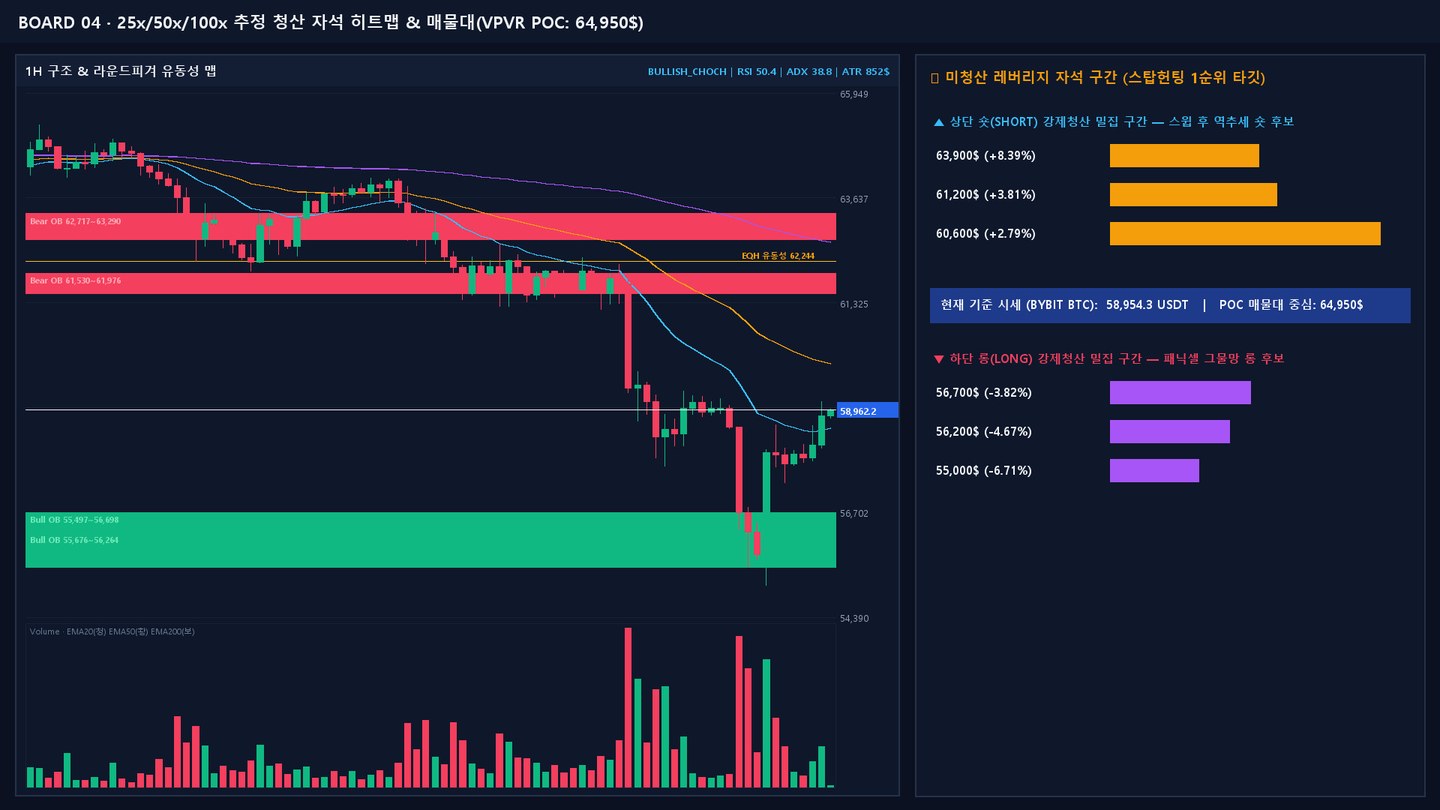 BOARD 04 · 25x/50x/100x 추정 청산 자석 히트맵 & 매물대(VPVR POC: 64,950$)
1H 구조 & 라운드피겨 유동성 맵
BULLISH_CHOCH | RSI 50.4 | ADX 38.8 | ATR 852$
65,949
63,637
61,325
58,962.2
56,702
54,390
Bear OB 62,717~63,290
EQH 유동성 62,244
Bear OB 61,530~61,976
Bull OB 55,497~56,698
Bull OB 55,676~56,264
Volume · EMA20(청) EMA50(황) EMA200(보)
미청산 레버리지 자석 구간 (스탑헌팅 1순위 타깃)
▲ 상단 숏(SHORT) 강제청산 밀집 구간 — 스윕 후 역추세 숏 후보
63,900$ (+8.39%)
61,200$ (+3.81%)
60,600$ (+2.79%)
현재 기준 시세 (BYBIT BTC): 58,954.3 USDT | POC 매물대 중심: 64,950$
▼ 하단 롱(LONG) 강제청산 밀집 구간 — 패닉셀 그물망 롱 후보
56,700$ (-3.82%)
56,200$ (-4.67%)
55,000$ (-6.71%)